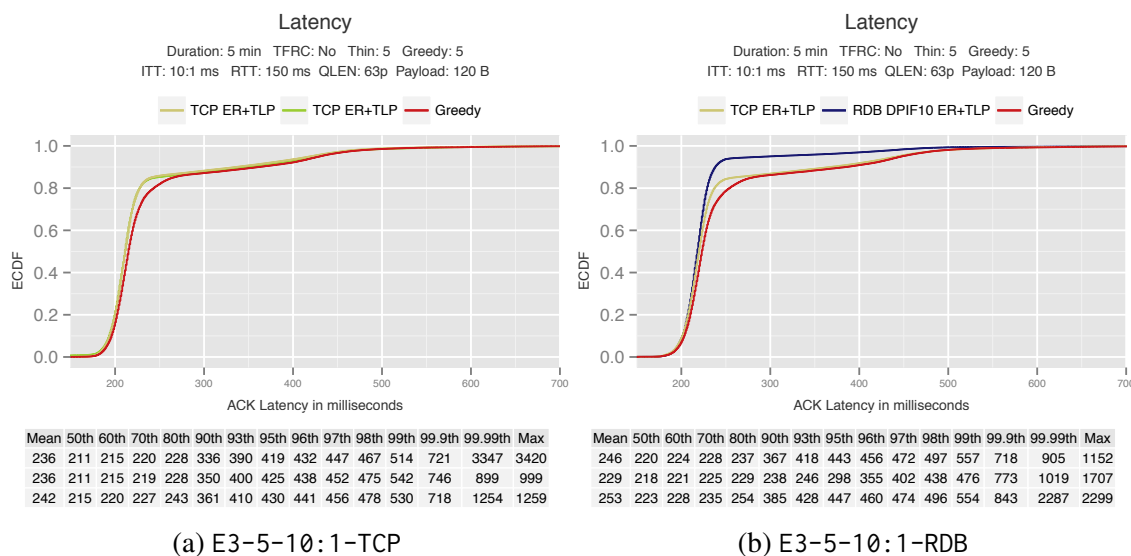 Latency
Duration: 5 min TFRC: No Thin: 5 Greedy: 5
ITT: 10:1 ms RTT: 150 ms QLEN: 63p Payload: 120 B
TCP ER+TLP TCP ER+TLP Greedy
1.0
0.8
0.6
0.4
0.2
0.0
ECDF
200 300 400 500 600 700
ACK Latency in milliseconds
Mean 50th 60th 70th 80th 90th 93th 95th 96th 97th 98th 99th 99.9th 99.99th Max
236 211 215 220 228 336 390 419 432 447 467 514 721 3347 3420
236 211 215 219 228 350 400 425 438 452 475 542 746 899 999
242 215 220 227 243 361 410 430 441 456 478 530 718 1254 1259
(a) E3-5-10:1-TCP
Latency
Duration: 5 min TFRC: No Thin: 5 Greedy: 5
ITT: 10:1 ms RTT: 150 ms QLEN: 63p Payload: 120 B
TCP ER+TLP RDB DPIF10 ER+TLP Greedy
1.0
0.8
0.6
0.4
0.2
0.0
ECDF
200 300 400 500 600 700
ACK Latency in milliseconds
Mean 50th 60th 70th 80th 90th 93th 95th 96th 97th 98th 99th 99.9th 99.99th Max
246 220 224 228 237 367 418 443 456 472 497 557 718 905 1152
229 218 221 225 229 238 246 298 355 402 438 476 773 1019 1707
253 223 228 235 254 385 428 447 460 474 496 554 843 2287 2299
(b) E3-5-10:1-RDB